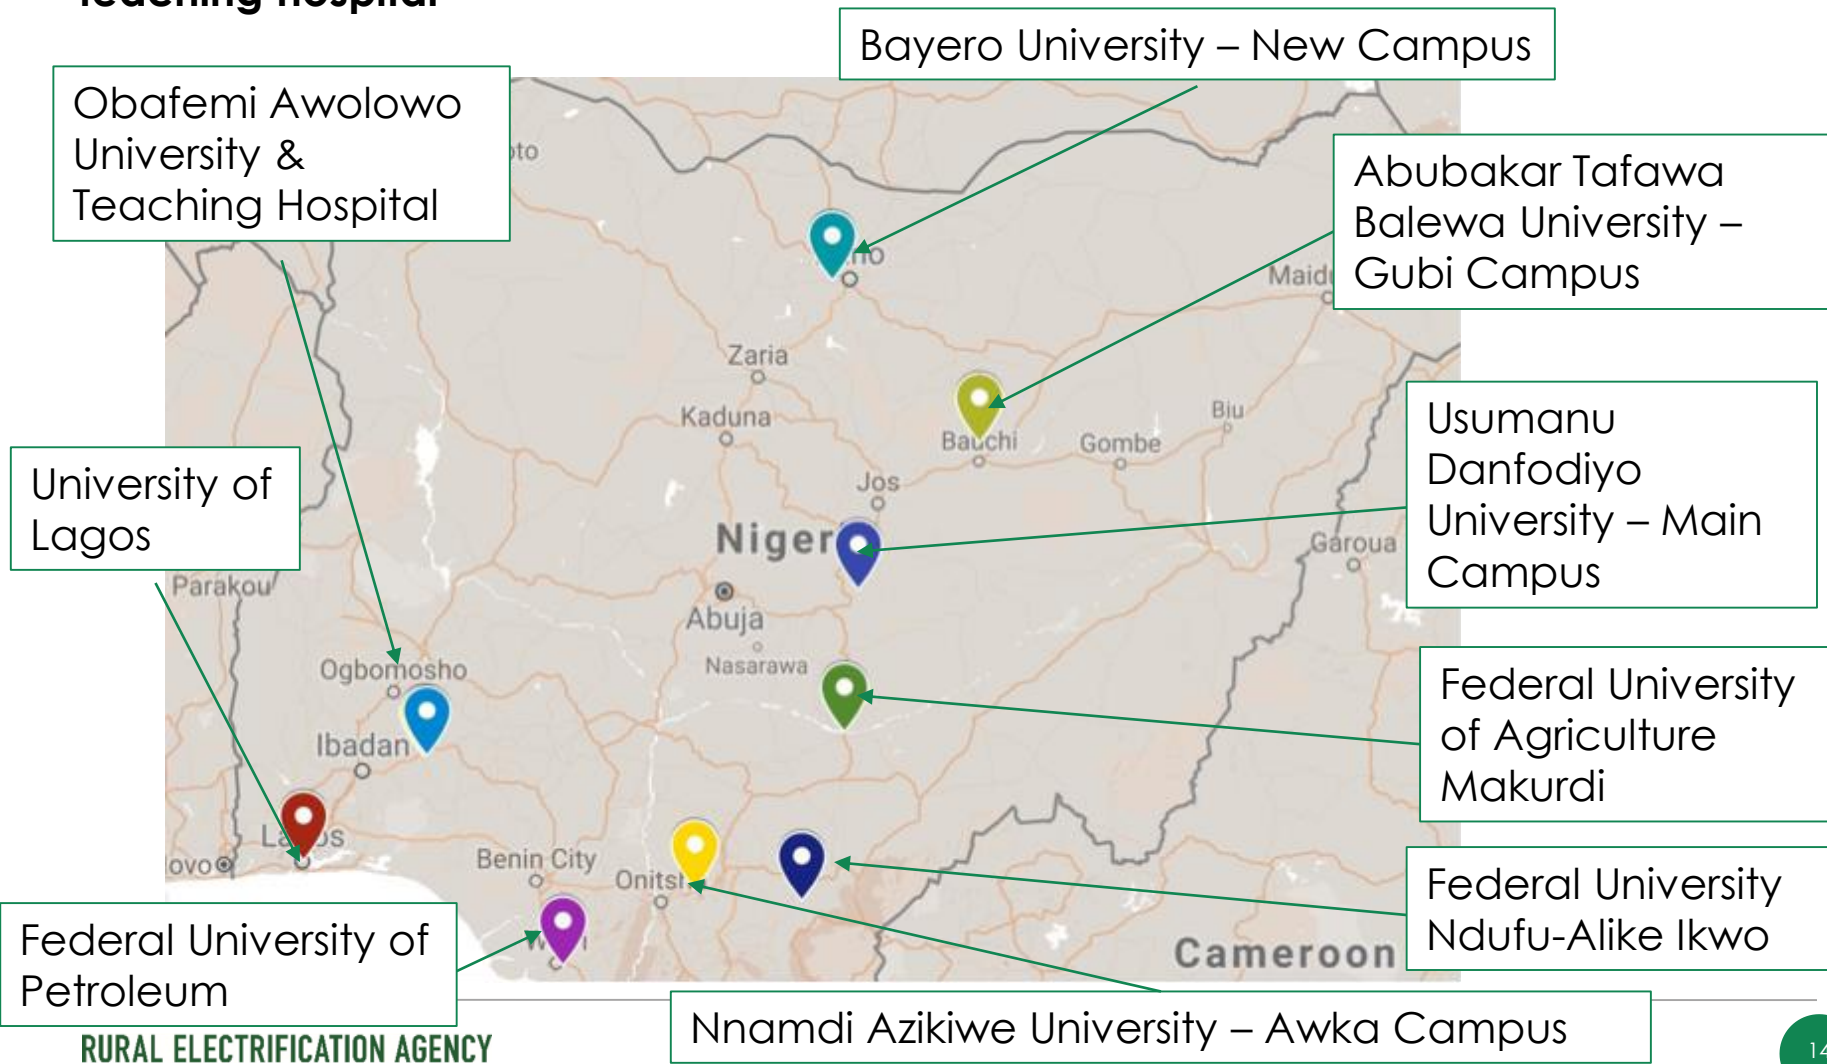 Teaching Hospital
Bayero University – New Campus
Obafemi Awolowo
University &
Teaching Hospital
Abubakar Tafawa
Balewa University –
Gubi Campus
Zaria
Kaduna
Bauchi
Gombe
Biu
Jos
Usumanu
Danfodiyo
University – Main
Campus
University of
Lagos
Niger
Garoua
Parakou
Abuja
Nasarawa
Ogbomosho
Federal University
of Agriculture
Makurdi
Ibadan
Lagos
Benin City
Federal University
Ndufu-Alike Ikwo
Federal University of
Petroleum
Cameroon
Nnamdi Azikiwe University – Awka Campus
RURAL ELECTRIFICATION AGENCY
14